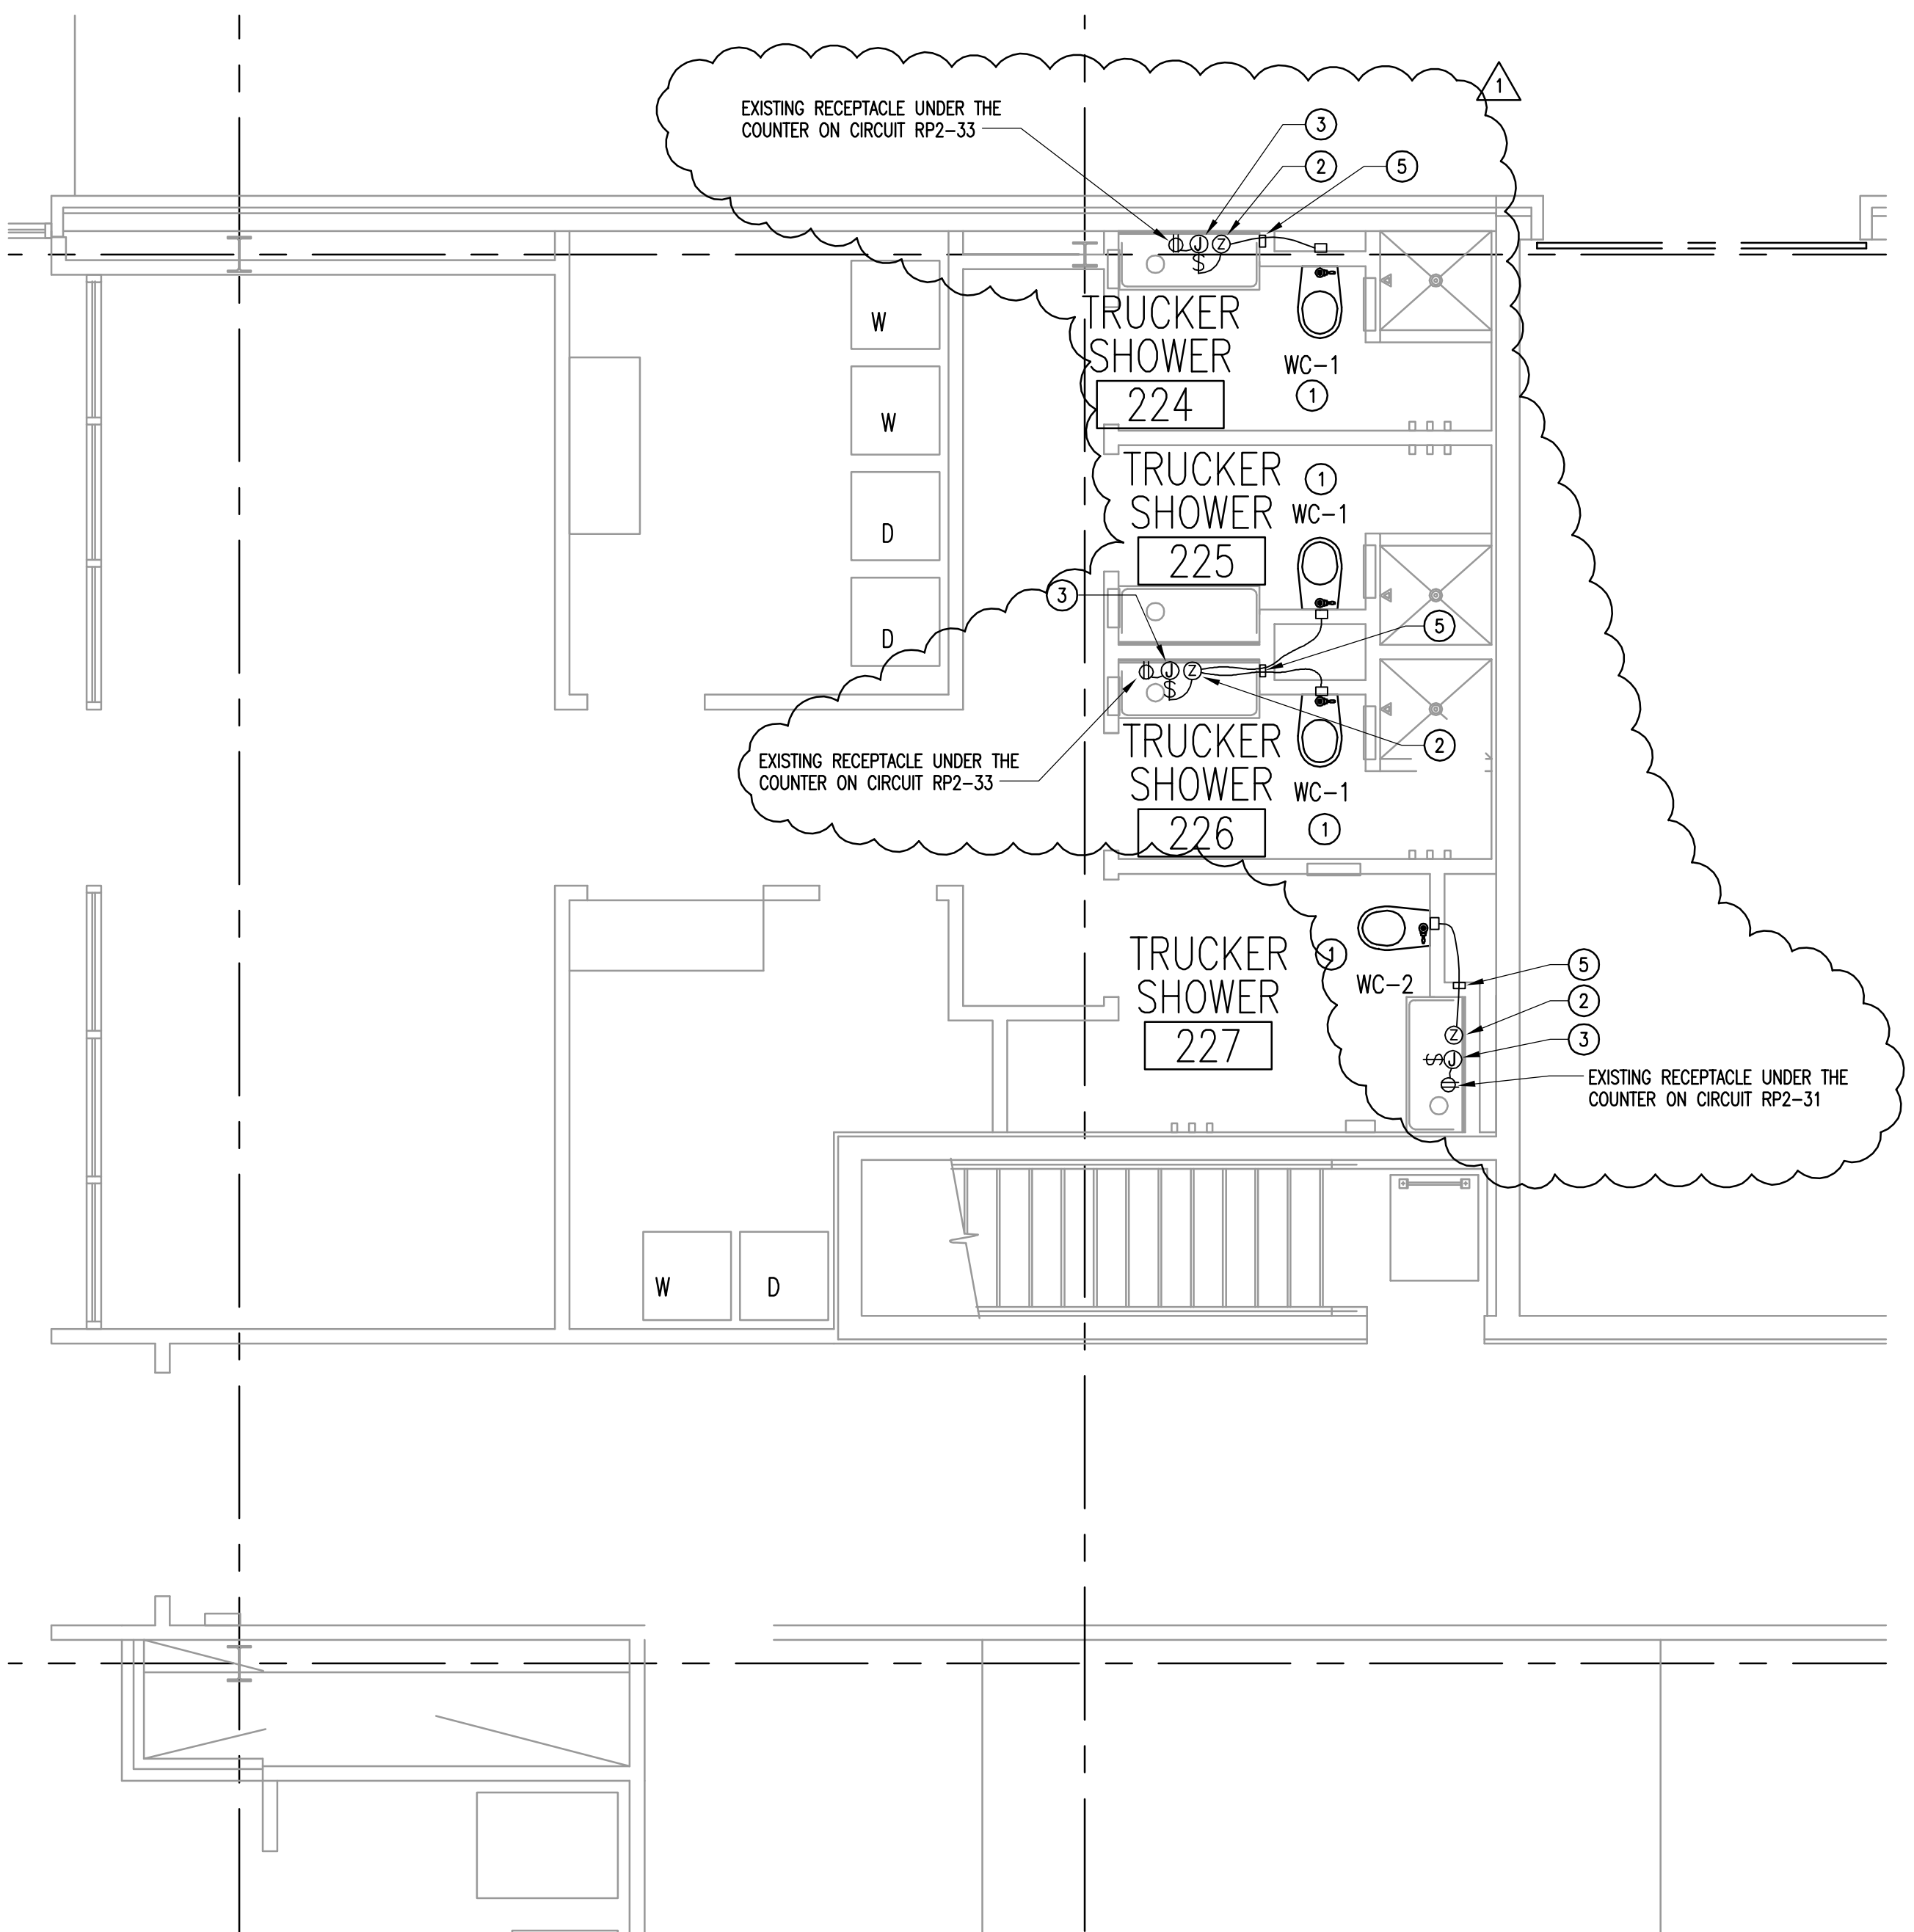 1
EXISTING RECEPTACLE UNDER THE
COUNTER ON CIRCUIT RP2-33
3
2
5
J
Z
$
TRUCKER
SHOWER
224
WC-1
1
W
W
D
D
TRUCKER
SHOWER
225
1
WC-1
3
5
J
Z
$
2
EXISTING RECEPTACLE UNDER THE
COUNTER ON CIRCUIT RP2-33
TRUCKER
SHOWER
226
WC-1
1
TRUCKER
SHOWER
227
1
WC-2
5
2
3
Z
$
J
EXISTING RECEPTACLE UNDER THE
COUNTER ON CIRCUIT RP2-31
W
D